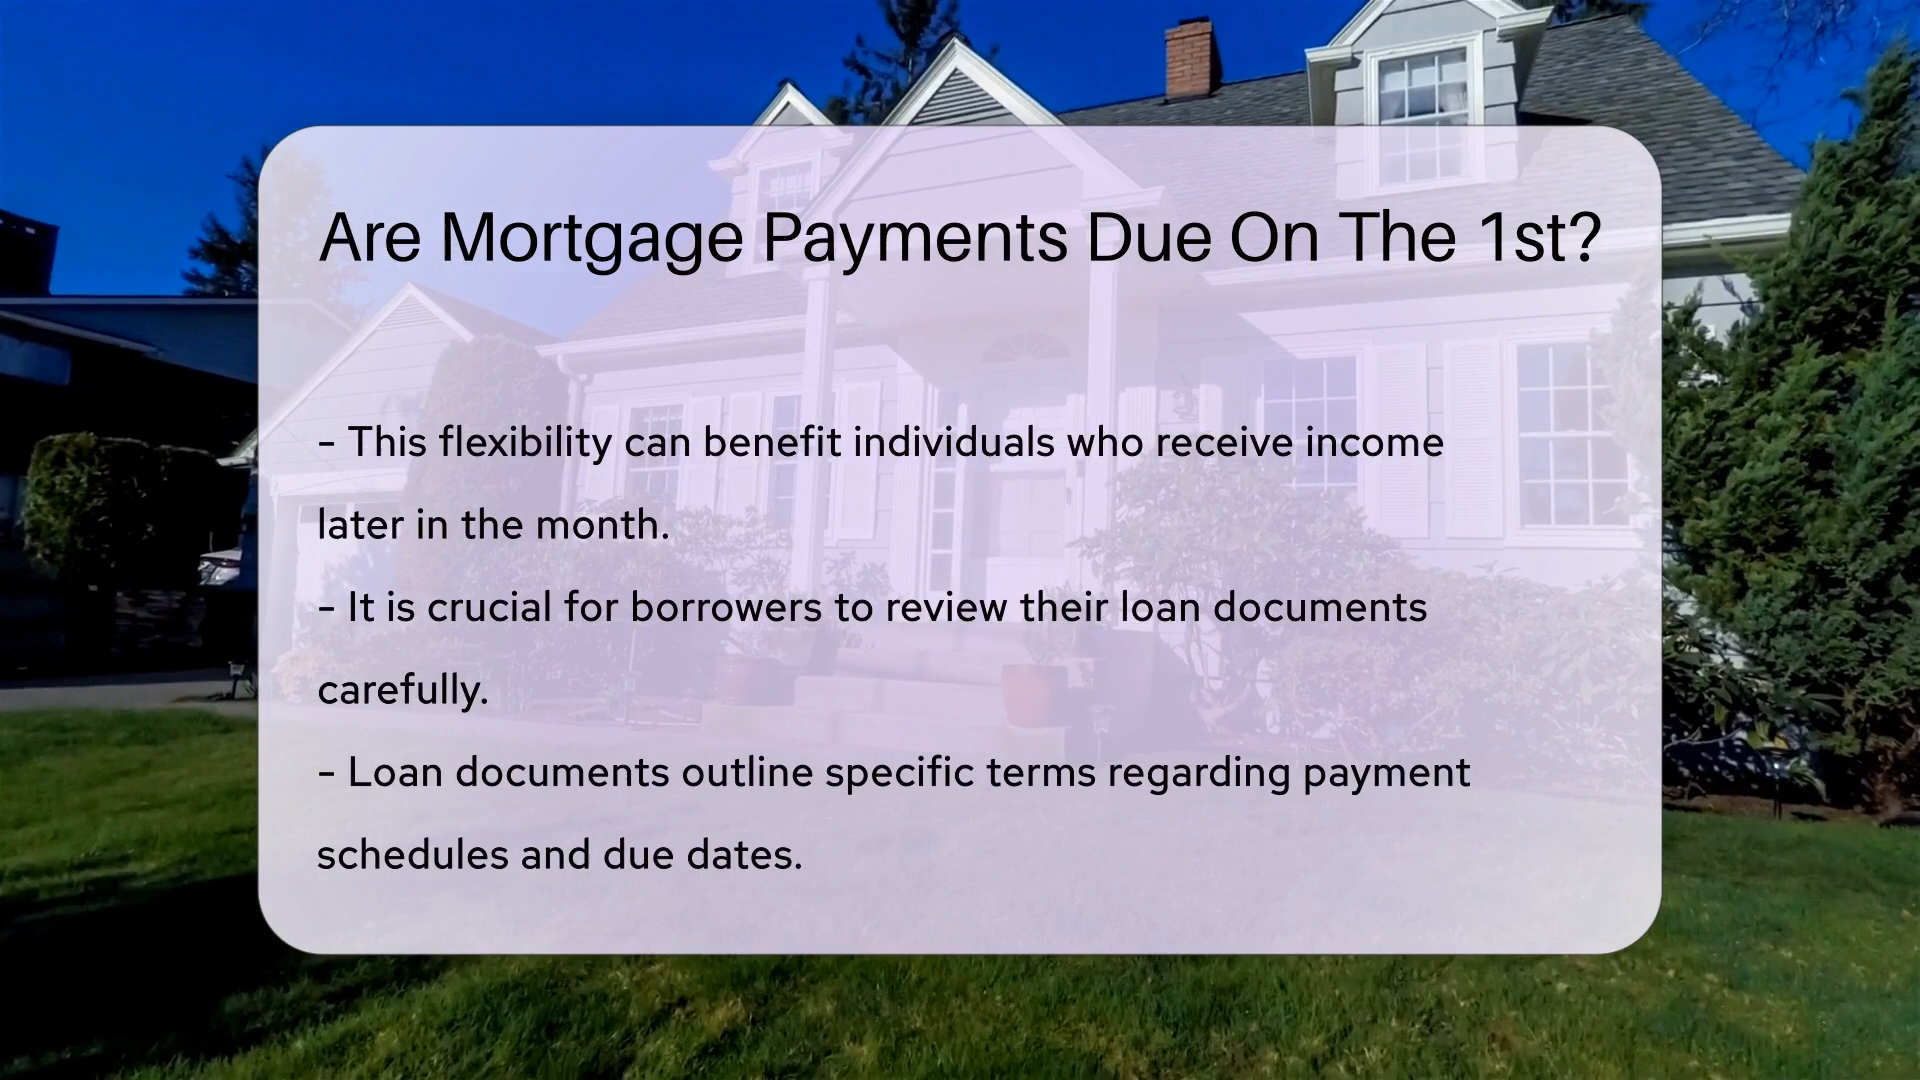 Are Mortgage Payments Due On The 1st?
- This flexibility can benefit individuals who receive income
later in the month.
- It is crucial for borrowers to review their loan documents
carefully.
- Loan documents outline specific terms regarding payment
schedules and due dates.